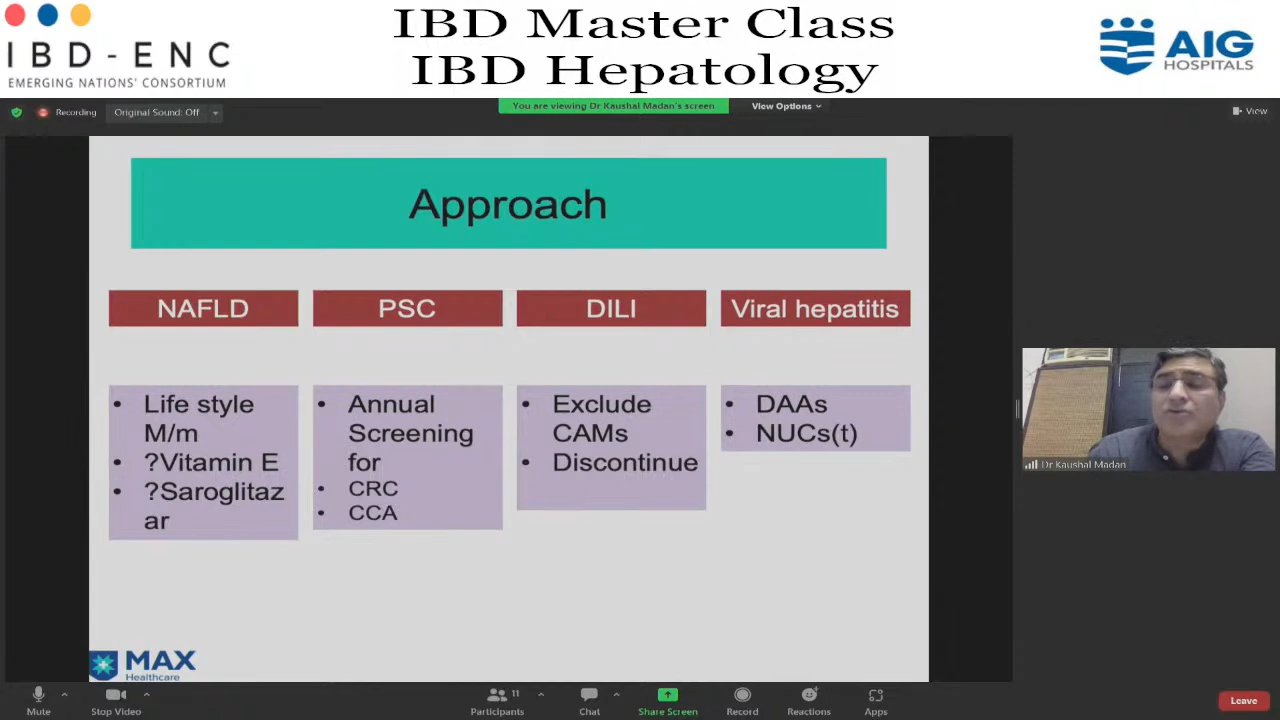 IBD-ENC
EMERGING NATIONS' CONSORTIUM
IBD Master Class
IBD Hepatology
AIG
HOSPITALS
Recording
Original Sound: Off
You are viewing Dr Kaushal Madan's screen
View Options
View
Approach
NAFLD
PSC
DILI
Viral hepatitis
• Life style
M/m
• ?Vitamin E
• ?Saroglitaz
ar
• Annual
Screening
for
• CRC
• CCA
• Exclude
CAMs
• Discontinue
• DAAs
• NUCs(t)
Dr Kaushal Madan
MAX
Healthcare
Mute
Stop Video
11
Participants
Chat
Share Screen
Record
Reactions
Apps
Leave